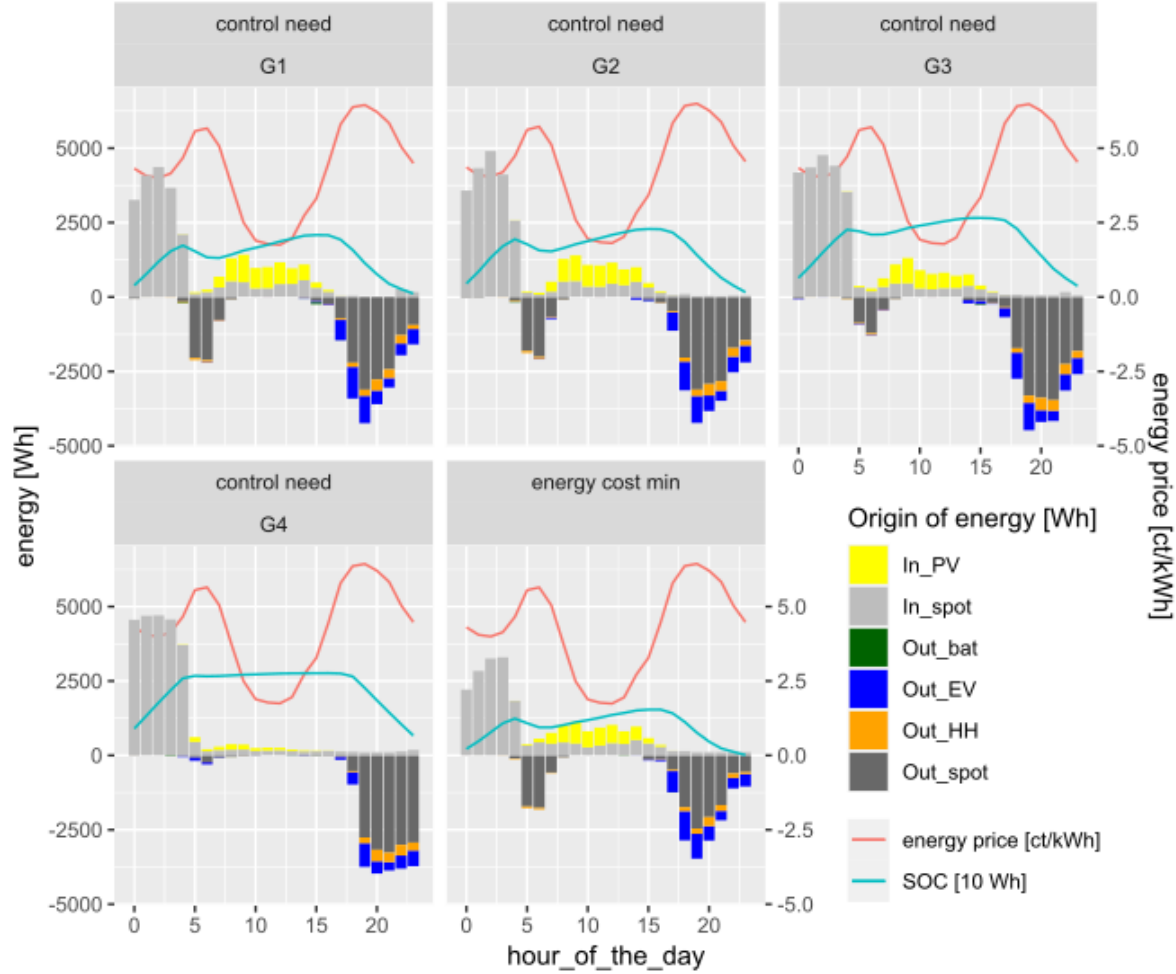 control need
control need
control need
G1
G2
G3
5000
2500
0
-2500
-5000
5.0
2.5
0.0
-2.5
-5.0
0 5 10 15 20
energy [Wh]
energy price [ct/kWh]
control need
energy cost min
G4
5000
2500
0
-2500
-5000
5.0
2.5
0.0
-2.5
-5.0
0 5 10 15 20
0 5 10 15 20
hour_of_the_day
Origin of energy [Wh]
In_PV
In_spot
Out_bat
Out_EV
Out_HH
Out_spot
energy price [ct/kWh]
SOC [10 Wh]